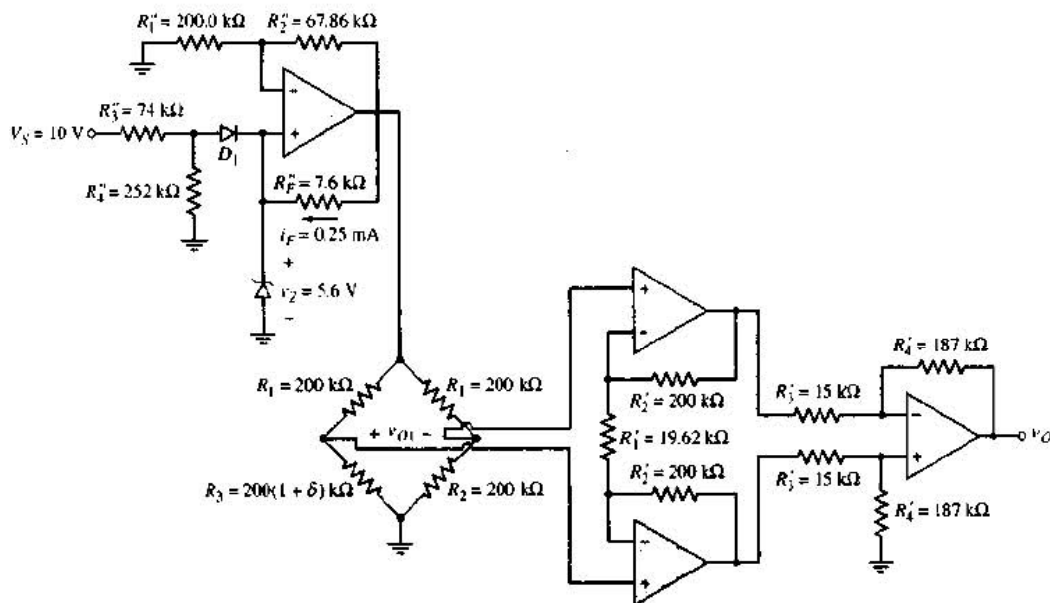 R₁″ = 200.0 kΩ
R₂″ = 67.86 kΩ
R₃″ = 74 kΩ
V_S = 10 V
D₁
R₄″ = 252 kΩ
R_F″ = 7.6 kΩ
i_F = 0.25 mA
+
v_Z = 5.6 V
−
R₁ = 200 kΩ
R₁ = 200 kΩ
+ v_O1 −
R₃ = 200(1 + δ) kΩ
R₂ = 200 kΩ
+
−
R₂′ = 200 kΩ
R₁′ = 19.62 kΩ
R₂′ = 200 kΩ
−
+
R₄′ = 187 kΩ
R₃′ = 15 kΩ
−
+
v_O
R₃′ = 15 kΩ
R₄′ = 187 kΩ